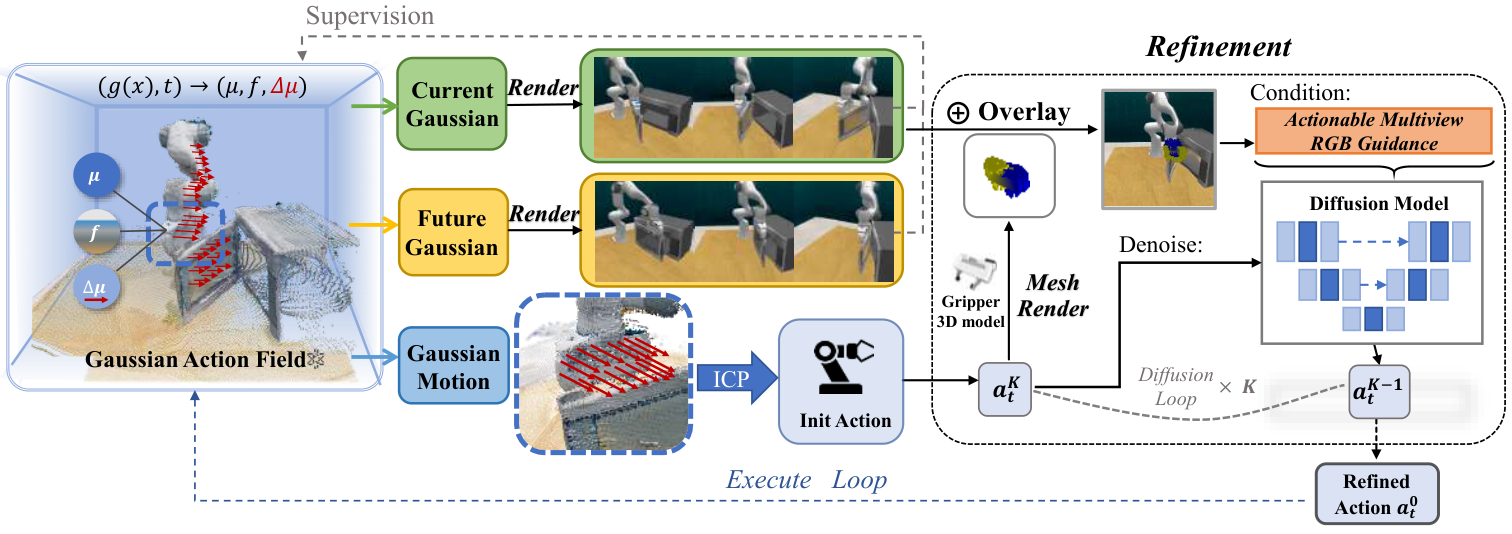 Supervision
(g(x), t) → (μ, f, Δμ)
μ
f
Δμ
Gaussian Action Field
Current
Gaussian
Render
Future
Gaussian
Render
Gaussian
Motion
ICP
Init Action
Refinement
⊕ Overlay
Condition:
Actionable Multiview
RGB Guidance
Diffusion Model
Denoise:
Gripper
3D model
Mesh
Render
a_t^K
Diffusion
Loop
× K
a_t^{K−1}
Execute Loop
Refined
Action a_t^0